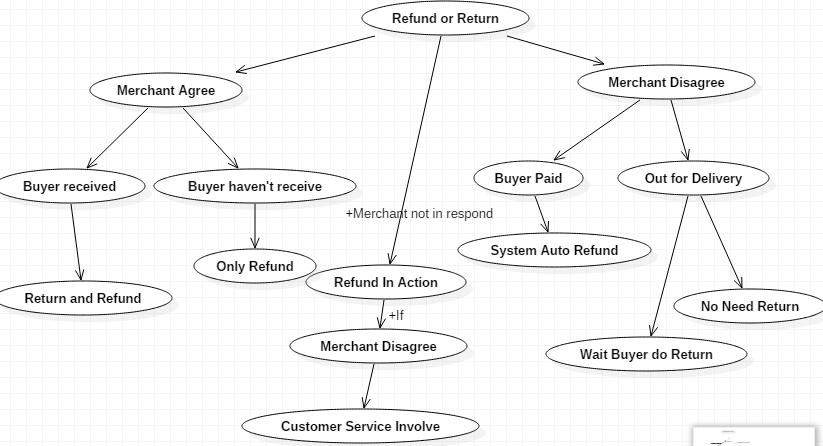 Refund or Return
Merchant Agree
Merchant Disagree
Buyer received
Buyer haven't receive
Buyer Paid
Out for Delivery
+Merchant not in respond
Only Refund
System Auto Refund
Return and Refund
Refund In Action
No Need Return
+If
Merchant Disagree
Wait Buyer do Return
Customer Service Involve